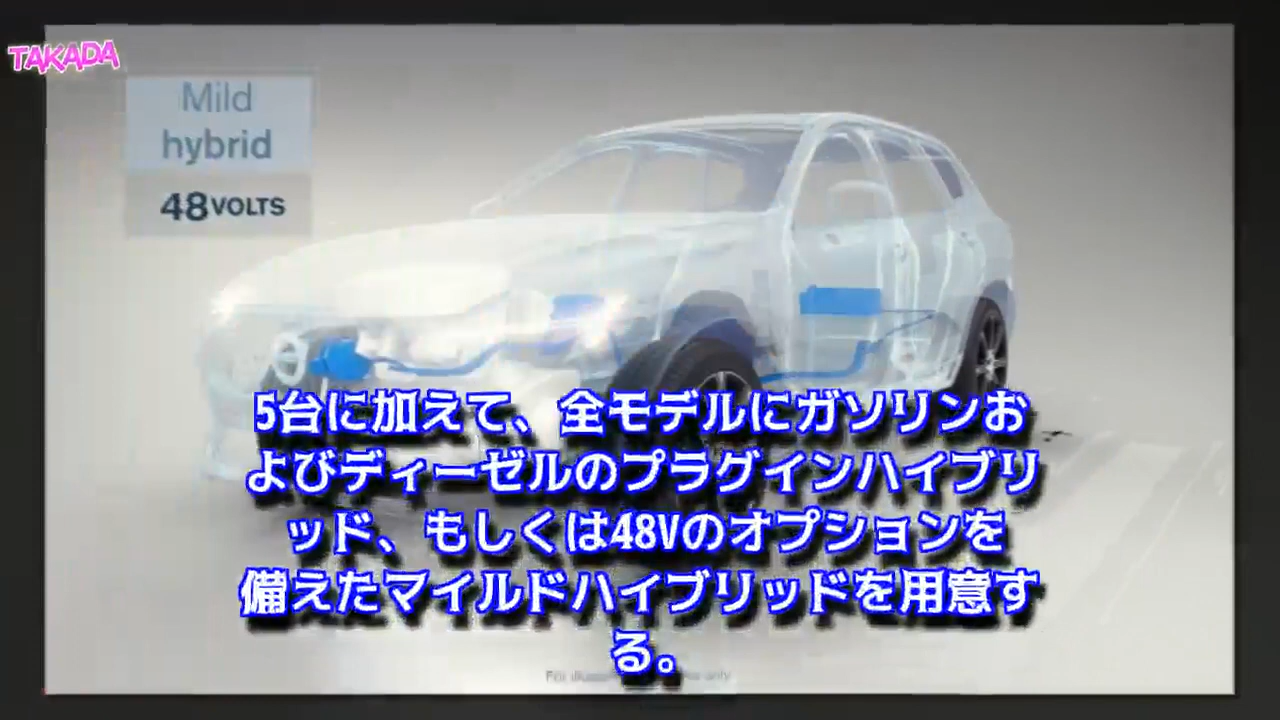 TAKADA
Mild
hybrid
48VOLTS
5台に加えて、全モデルにガソリンお
よびディーゼルのプラグインハイブリ
ッド、もしくは48Vのオプションを
備えたマイルドハイブリッドを用意す
る。
For only